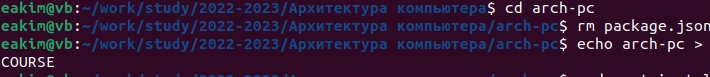 eakim@vb:~/work/study/2022-2023/Архитектура компьютера$ cd arch-pc
eakim@vb:~/work/study/2022-2023/Архитектура компьютера/arch-pc$ rm package.json
eakim@vb:~/work/study/2022-2023/Архитектура компьютера/arch-pc$ echo arch-pc >
COURSE